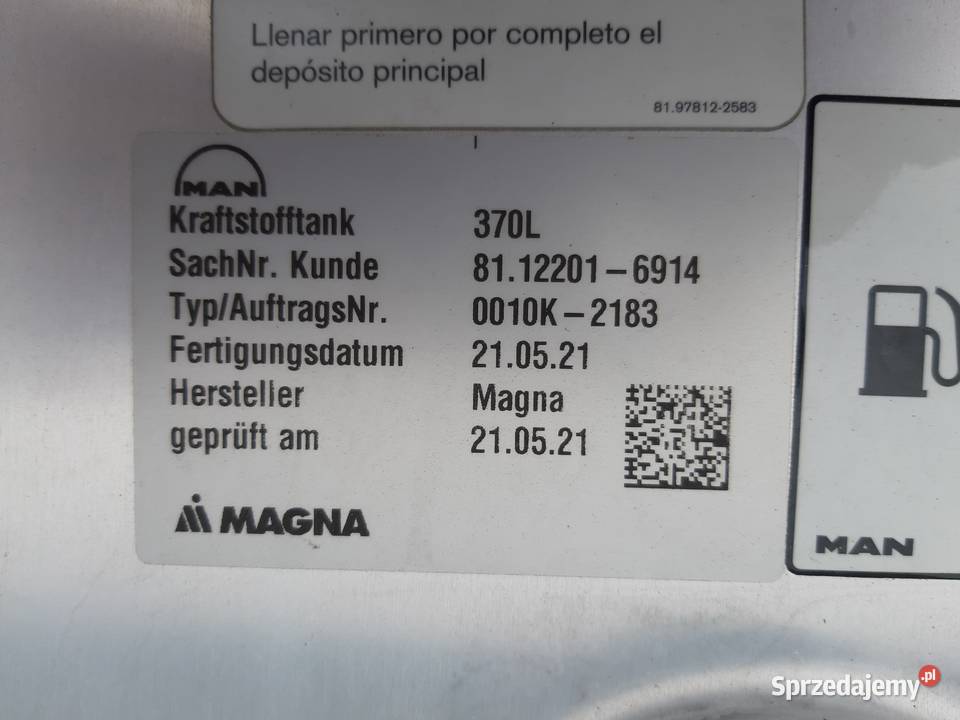 Llenar primero por completo el
depósito principal
81.97812-2583
MAN
Kraftstofftank 370L
SachNr. Kunde 81.12201-6914
Typ/AuftragsNr. 0010K-2183
Fertigungsdatum 21.05.21
Hersteller Magna
geprüft am 21.05.21
MAGNA
MAN
Sprzedajemy.pl